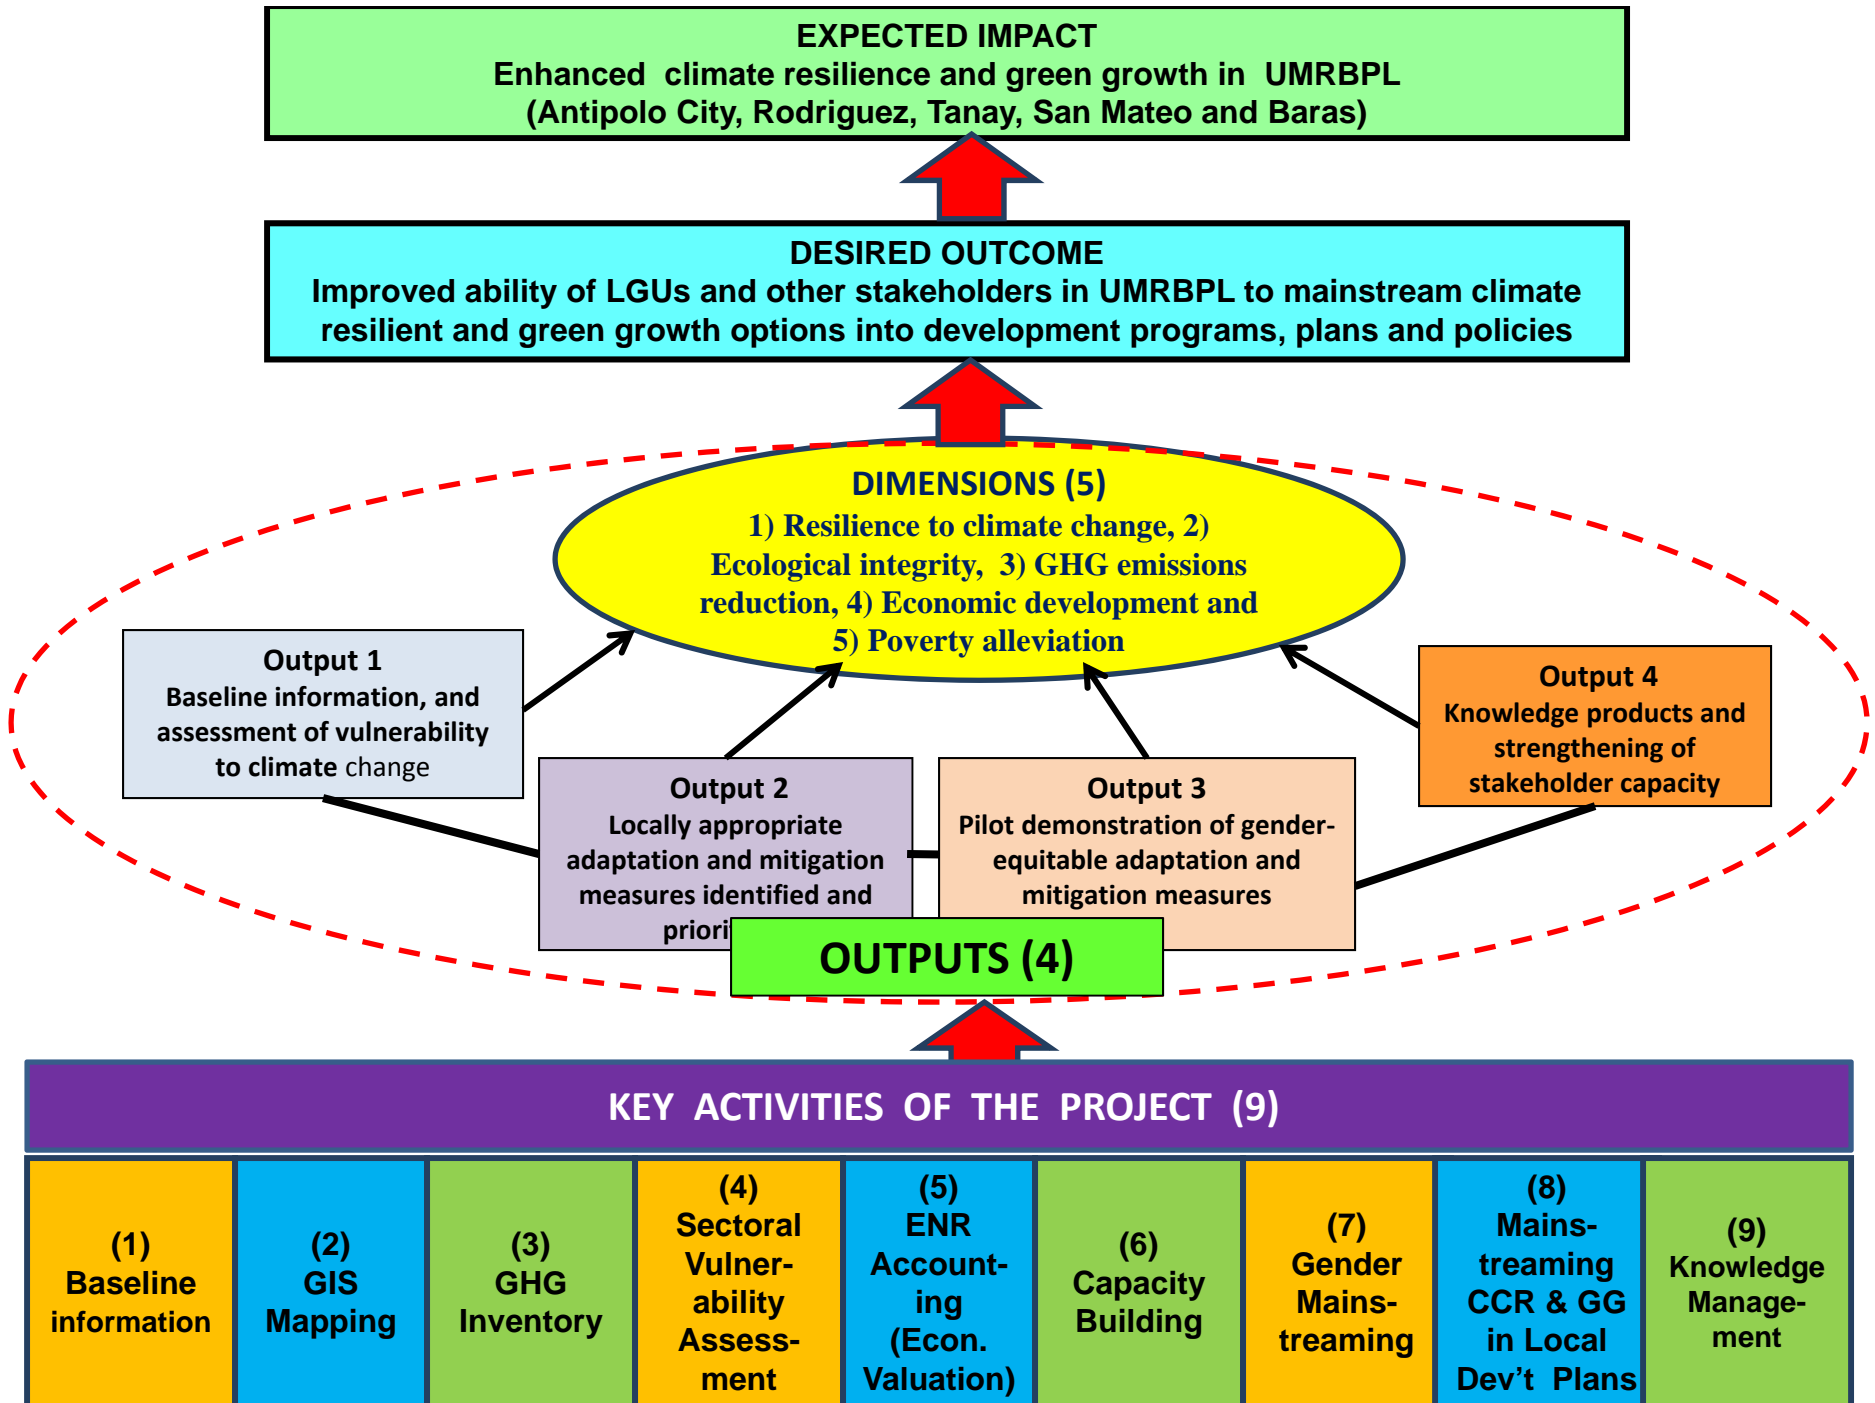 EXPECTED IMPACT
Enhanced climate resilience and green growth in UMRBPL
(Antipolo City, Rodriguez, Tanay, San Mateo and Baras)
DESIRED OUTCOME
Improved ability of LGUs and other stakeholders in UMRBPL to mainstream climate
resilient and green growth options into development programs, plans and policies
DIMENSIONS (5)
1) Resilience to climate change, 2)
Ecological integrity, 3) GHG emissions
reduction, 4) Economic development and
5) Poverty alleviation
Output 1
Baseline information, and
assessment of vulnerability
to climate change
Output 2
Locally appropriate
adaptation and mitigation
measures identified and
Output 3
Pilot demonstration of gender-
equitable adaptation and
mitigation measures
Output 4
Knowledge products and
strengthening of
stakeholder capacity
OUTPUTS (4)
KEY ACTIVITIES OF THE PROJECT (9)
(1)
Baseline
information
(2)
GIS
Mapping
(3)
GHG
Inventory
(4)
Sectoral
Vulner-
ability
Assess-
ment
(5)
ENR
Account-
ing
(Econ.
Valuation)
(6)
Capacity
Building
(7)
Gender
Mains-
treaming
(8)
Mains-
treaming
CCR & GG
in Local
Dev't Plans
(9)
Knowledge
Manage-
ment